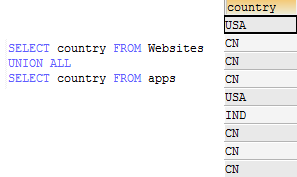 SELECT country FROM Websites
UNION ALL
SELECT country FROM apps
country
USA
CN
CN
CN
USA
IND
CN
CN
CN